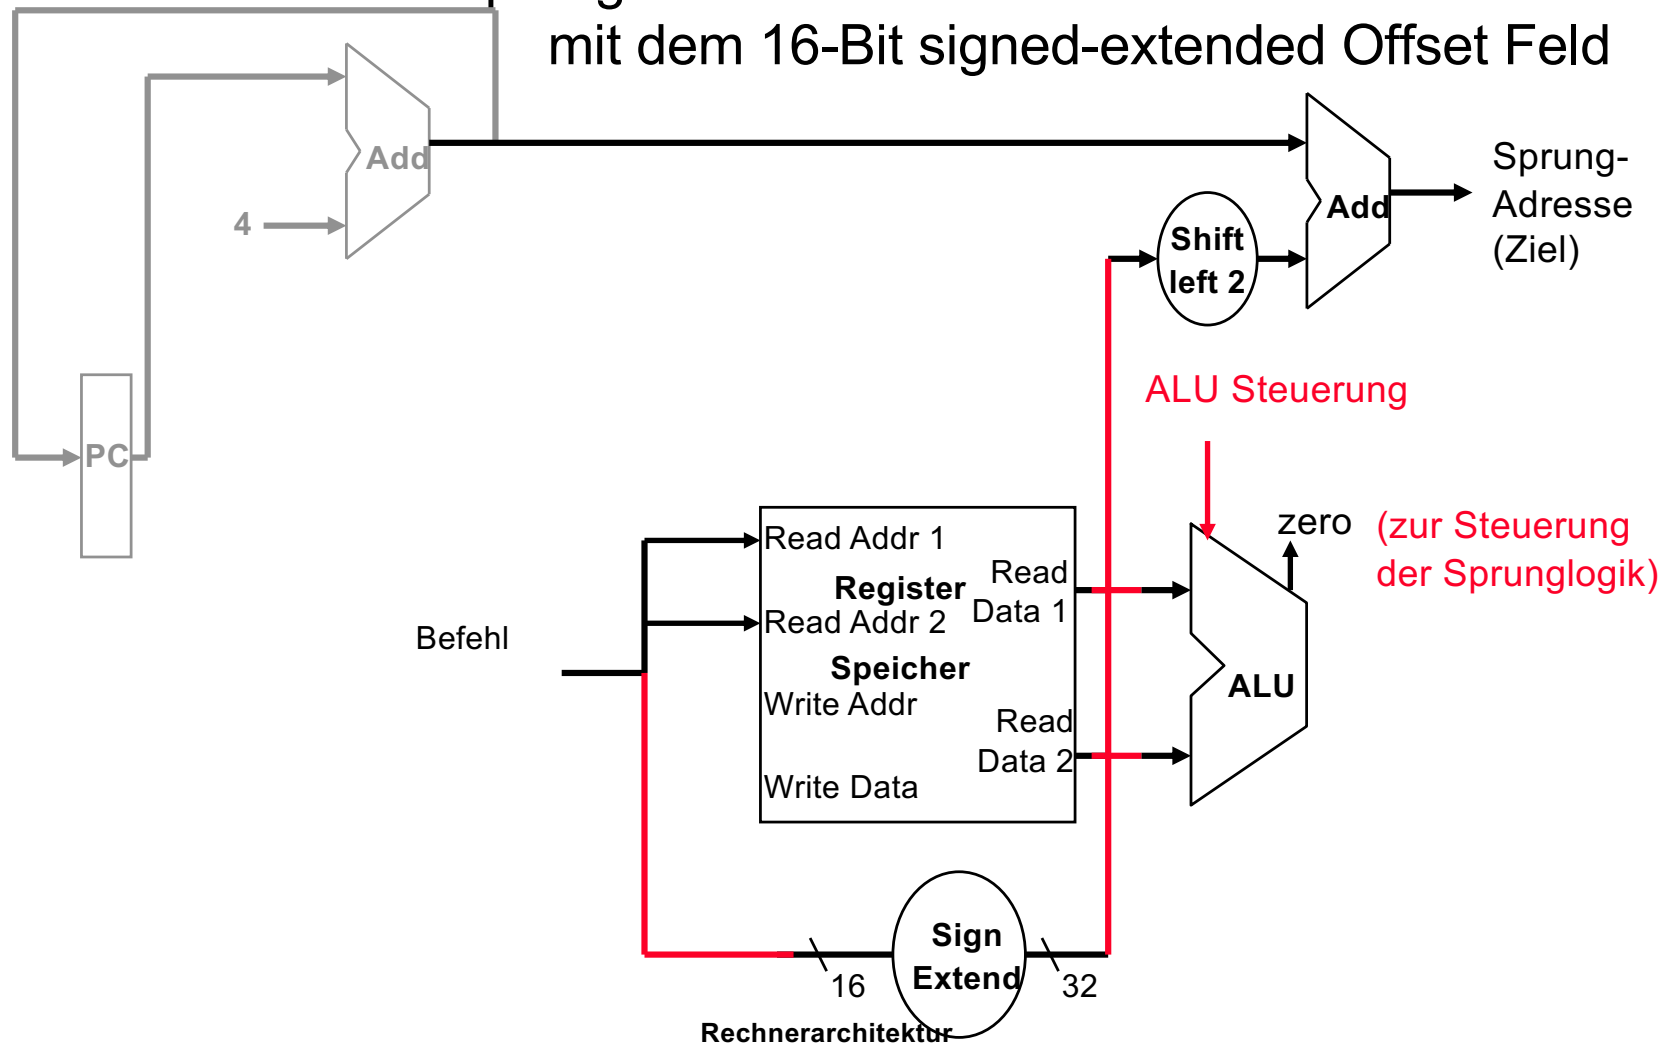 mit dem 16-Bit signed-extended Offset Feld
Add
4
PC
Shift
left 2
Add
Sprung-
Adresse
(Ziel)
ALU Steuerung
Befehl
Read Addr 1
Register
Read Addr 2
Speicher
Write Addr
Write Data
Read
Data 1
Read
Data 2
zero
(zur Steuerung
der Sprunglogik)
ALU
16
Sign
Extend
32
Rechnerarchitektur